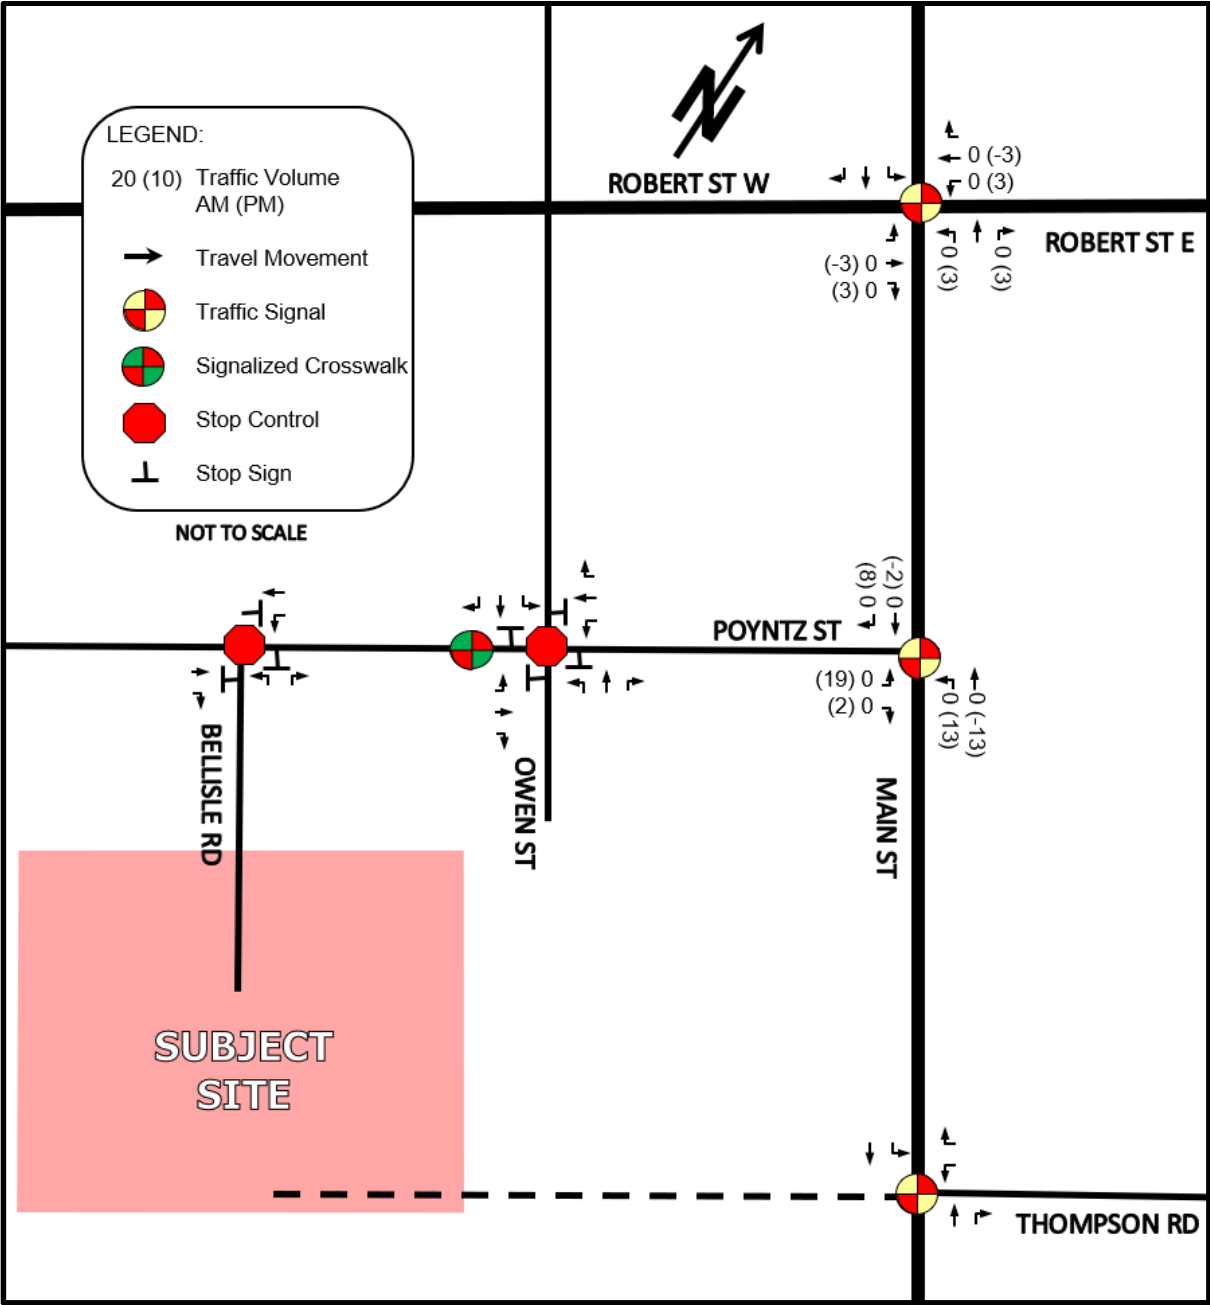 N
LEGEND:
20 (10) Traffic Volume
AM (PM)
Travel Movement
Traffic Signal
Signalized Crosswalk
Stop Control
Stop Sign
NOT TO SCALE
ROBERT ST W
0 (-3)
0 (3)
ROBERT ST E
(-3) 0
(3) 0
0 (3)
0 (3)
(8) 0
(-2) 0
POYNTZ ST
(19) 0
(2) 0
0 (13)
0 (-13)
BELLISLE RD
OWEN ST
MAIN ST
SUBJECT
SITE
THOMPSON RD